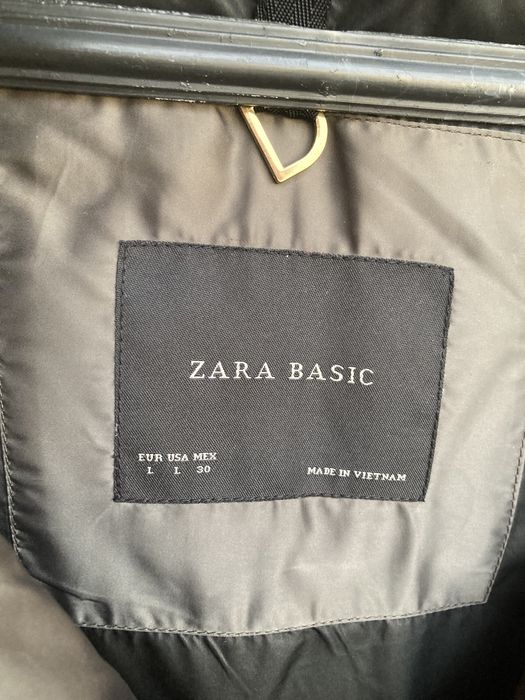 ZARA BASIC
EUR USA MEX
L L 30
MADE IN VIETNAM